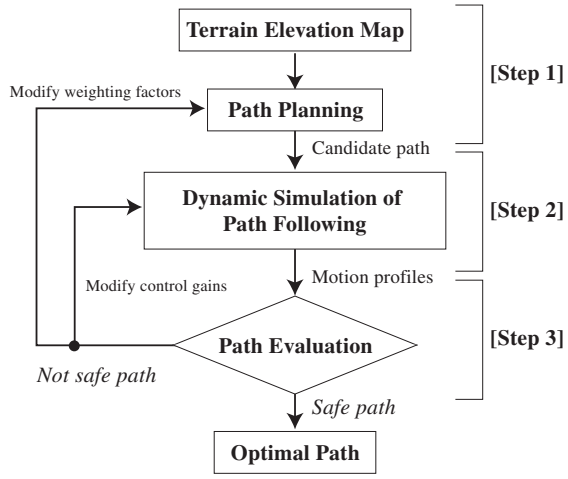 Terrain Elevation Map
[Step 1]
Modify weighting factors
Path Planning
Candidate path
Dynamic Simulation of
Path Following
[Step 2]
Motion profiles
Modify control gains
Path Evaluation
[Step 3]
Not safe path
Safe path
Optimal Path